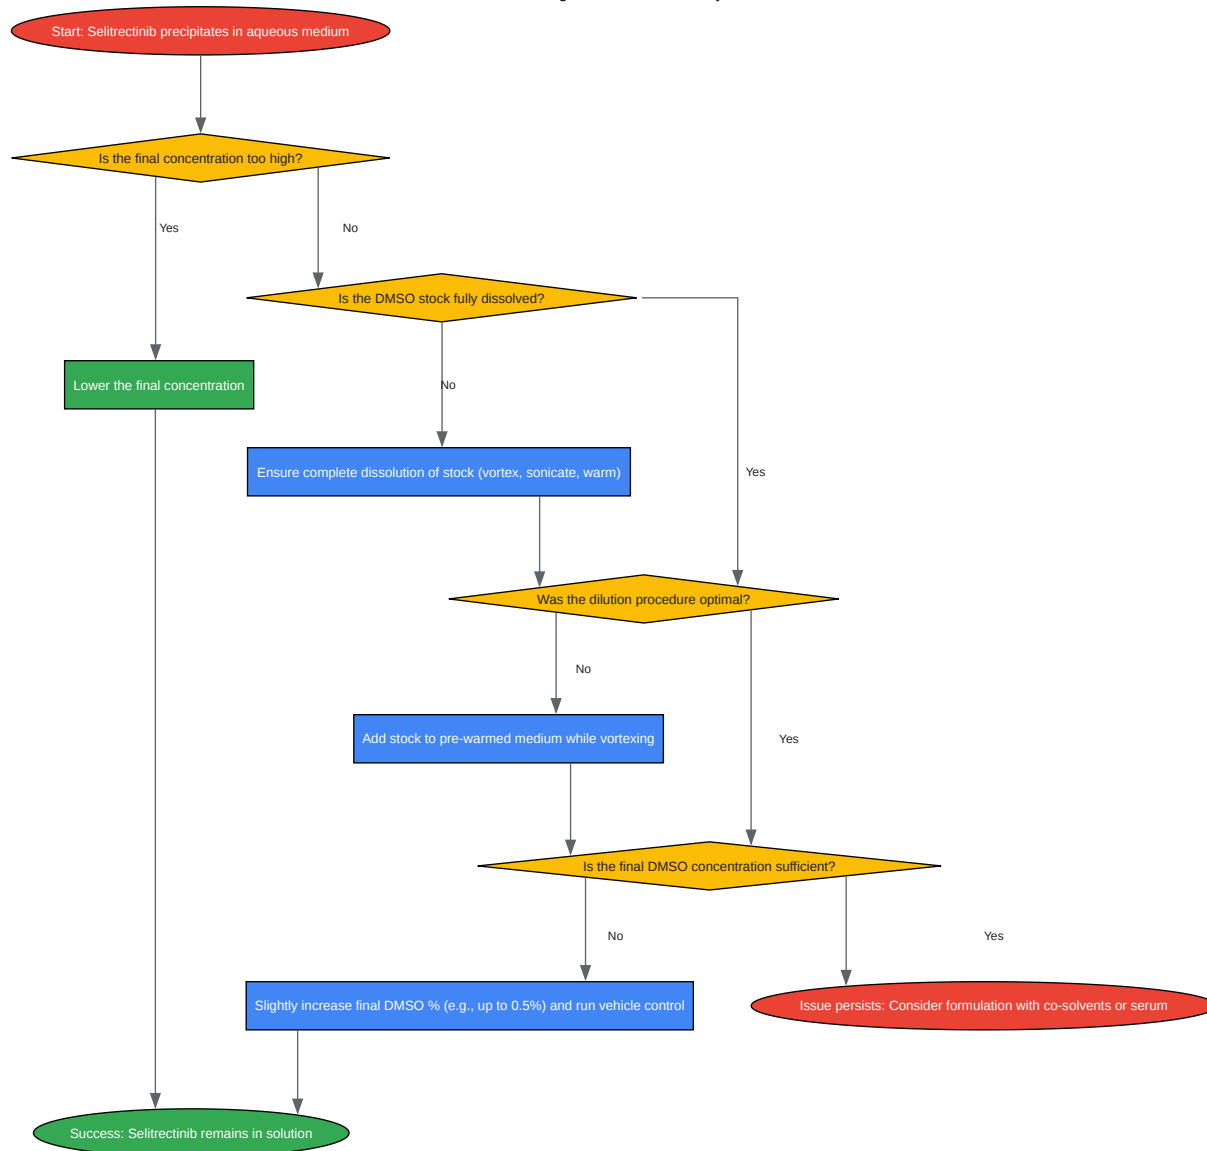 Start: Selitrectinib precipitates in aqueous medium
Is the final concentration too high?
Yes
No
Is the DMSO stock fully dissolved?
Lower the final concentration
No
Ensure complete dissolution of stock (vortex, sonicate, warm)
Yes
Was the dilution procedure optimal?
No
Add stock to pre-warmed medium while vortexing
Yes
Is the final DMSO concentration sufficient?
No
Yes
Slightly increase final DMSO % (e.g., up to 0.5%) and run vehicle control
Issue persists: Consider formulation with co-solvents or serum
Success: Selitrectinib remains in solution